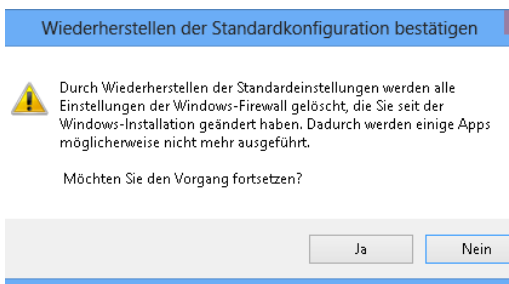 Wiederherstellen der Standardkonfiguration bestätigen
Durch Wiederherstellen der Standardeinstellungen werden alle
Einstellungen der Windows-Firewall gelöscht, die Sie seit der
Windows-Installation geändert haben. Dadurch werden einige Apps
möglicherweise nicht mehr ausgeführt.
Möchten Sie den Vorgang fortsetzen?
Ja
Nein